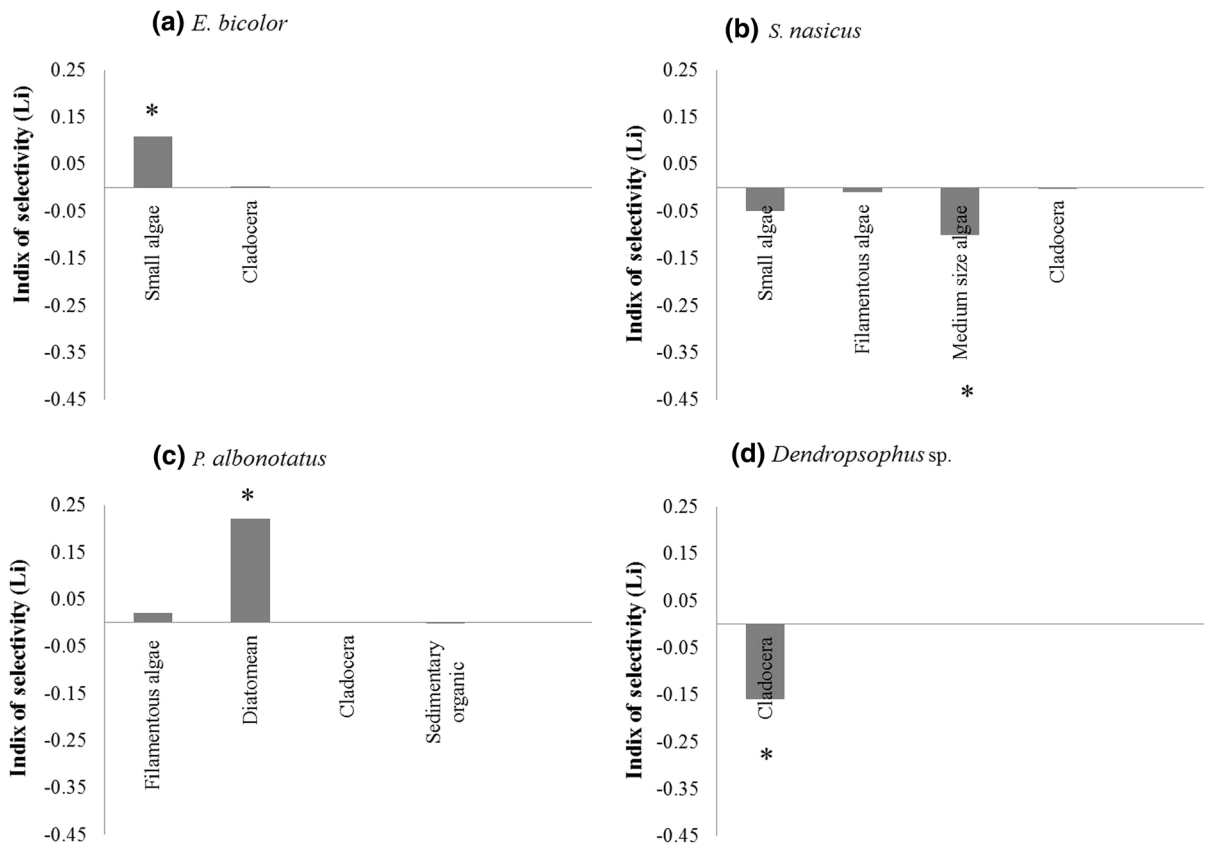 (a) E. bicolor
Indix of selectivity (Li)
0.25
0.15
0.05
-0.05
-0.15
-0.25
-0.35
-0.45
*
Small algae
Cladocera
(b) S. nasicus
Indix of selectivity (Li)
0.25
0.15
0.05
-0.05
-0.15
-0.25
-0.35
-0.45
Small algae
Filamentous algae
Medium size algae
Cladocera
*
(c) P. albonotatus
Indix of selectivity (Li)
0.25
0.15
0.05
-0.05
-0.15
-0.25
-0.35
-0.45
*
Filamentous algae
Diatomean
Cladocera
Sedimentary
organic
(d) Dendropsophus sp.
Indix of selectivity (Li)
0.25
0.15
0.05
-0.05
-0.15
-0.25
-0.35
-0.45
Cladocera
*